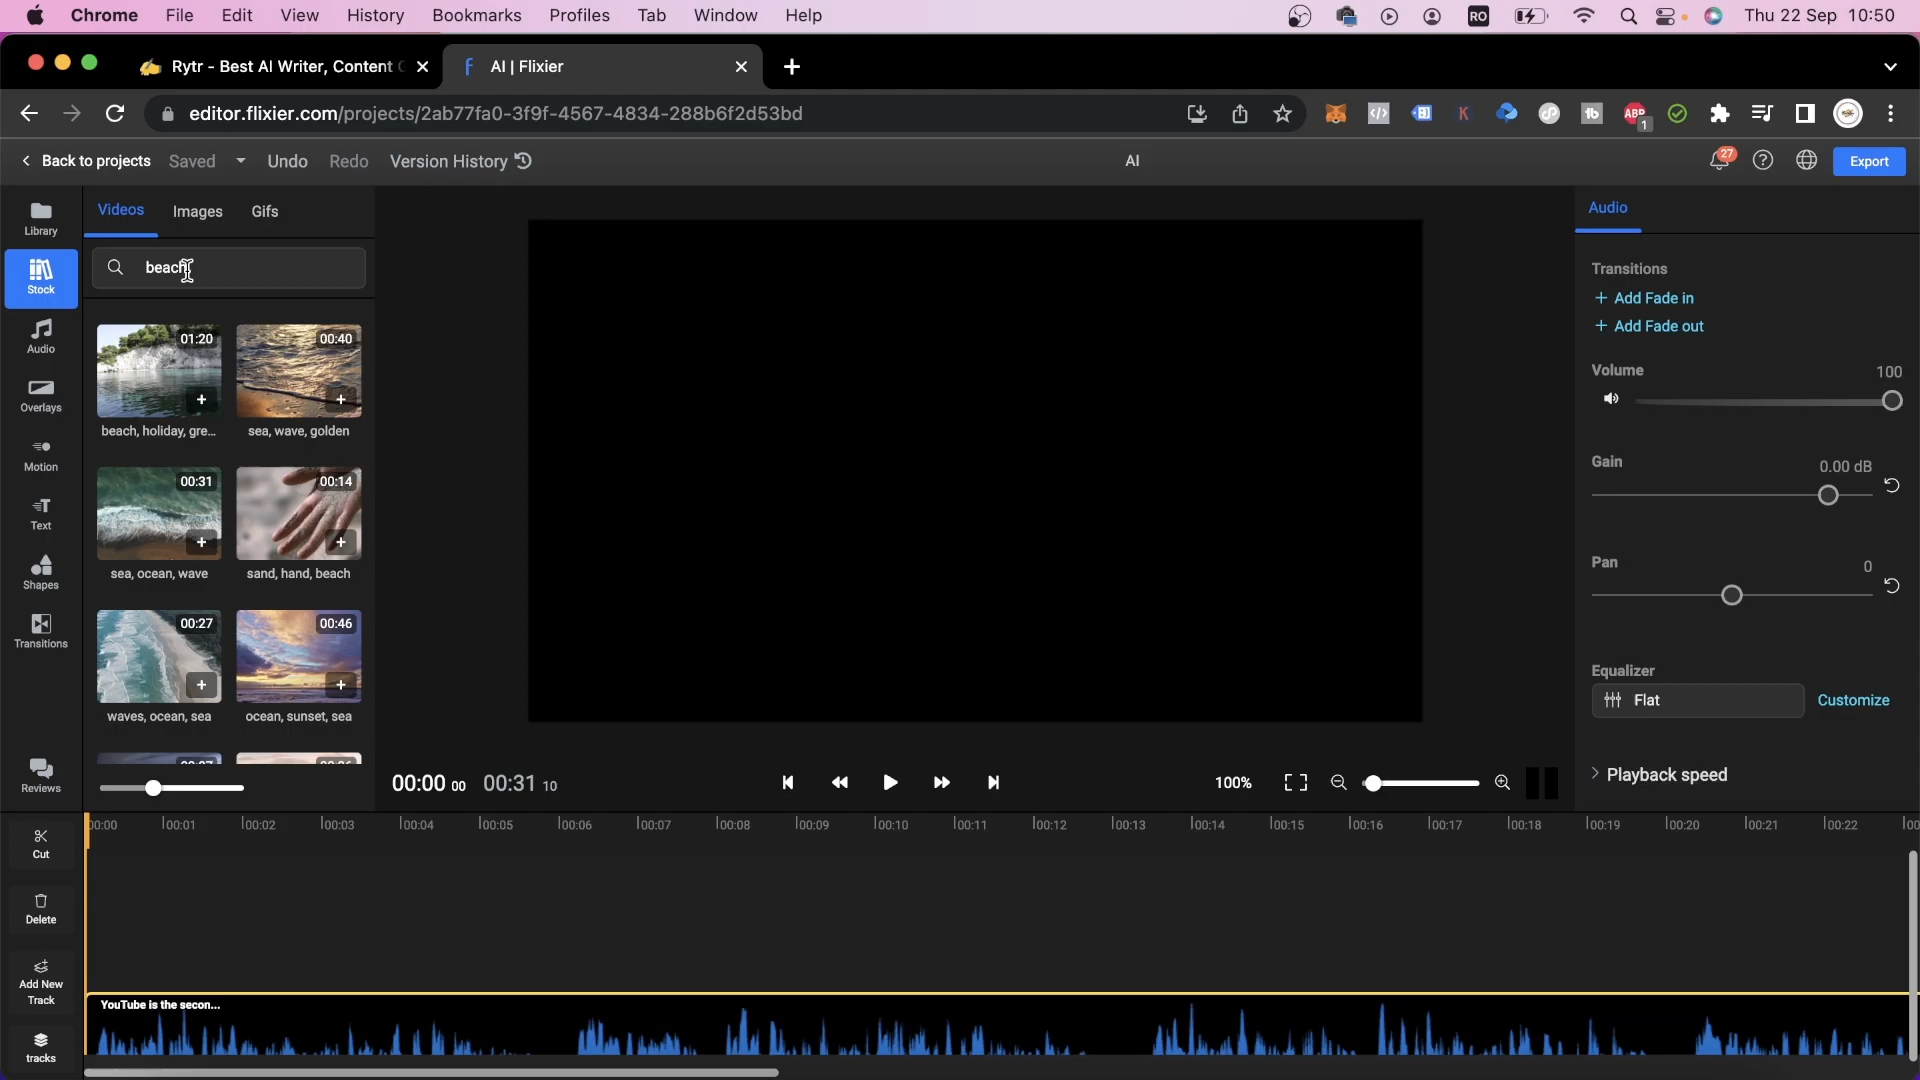 Chrome File Edit View History Bookmarks Profiles Tab Window Help RO Thu 22 Sep 10:50
Rytr - Best AI Writer, Content AI | Flixier
editor.flixier.com/projects/2ab77fa0-3f9f-4567-4834-288b6f2d53bd ABP 1
Back to projects Saved Undo Redo Version History AI 27 Export
Library
Stock
Audio
Overlays
Motion
Text
Shapes
Transitions
Reviews
Videos Images Gifs
beach
01:20 00:40
beach, holiday, gre... sea, wave, golden
00:31 00:14
sea, ocean, wave sand, hand, beach
00:27 00:46
waves, ocean, sea ocean, sunset, sea
00:00 00 00:31 10 100%
Audio
Transitions
+ Add Fade in
+ Add Fade out
Volume 100
Gain 0.00 dB
Pan 0
Equalizer
Flat Customize
Playback speed
00:00 00:01 00:02 00:03 00:04 00:05 00:06 00:07 00:08 00:09 00:10 00:11 00:12 00:13 00:14 00:15 00:16 00:17 00:18 00:19 00:20 00:21 00:22
Cut
Delete
Add New
Track
tracks
YouTube is the secon...